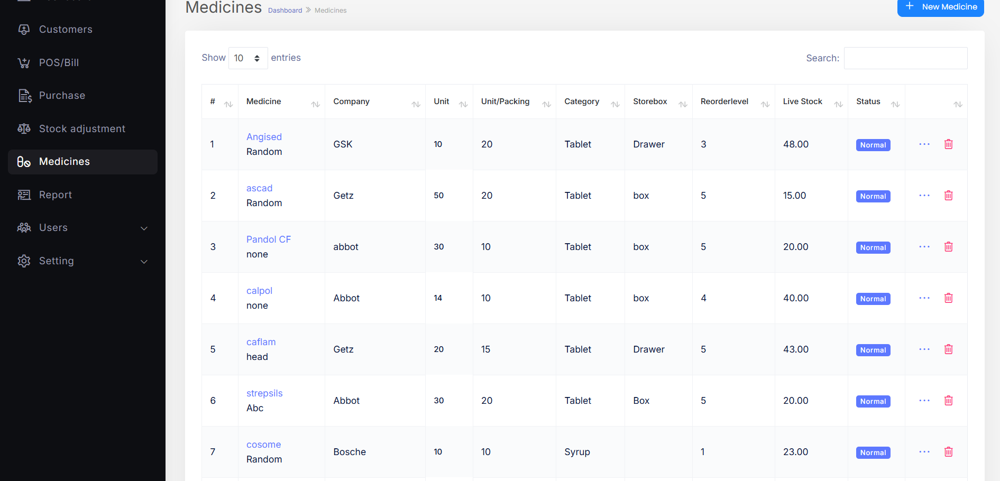 Medicines Dashboard Medicines
New Medicine
Customers
POS/Bill
Purchase
Stock adjustment
Medicines
Report
Users
Setting
Show 10 entries
Search:
# Medicine Company Unit Unit/Packing Category Storebox Reorderlevel Live Stock Status
1 Angised Random GSK 10 20 Tablet Drawer 3 48.00 Normal
2 ascad Random Getz 50 20 Tablet box 5 15.00 Normal
3 Pandol CF none abbot 30 10 Tablet box 5 20.00 Normal
4 calpol none Abbot 14 10 Tablet box 4 40.00 Normal
5 caflam head Getz 20 15 Tablet Drawer 5 43.00 Normal
6 strepsils Abc Abbot 30 20 Tablet Box 5 20.00 Normal
7 cosome Random Bosche 10 10 Syrup 1 23.00 Normal